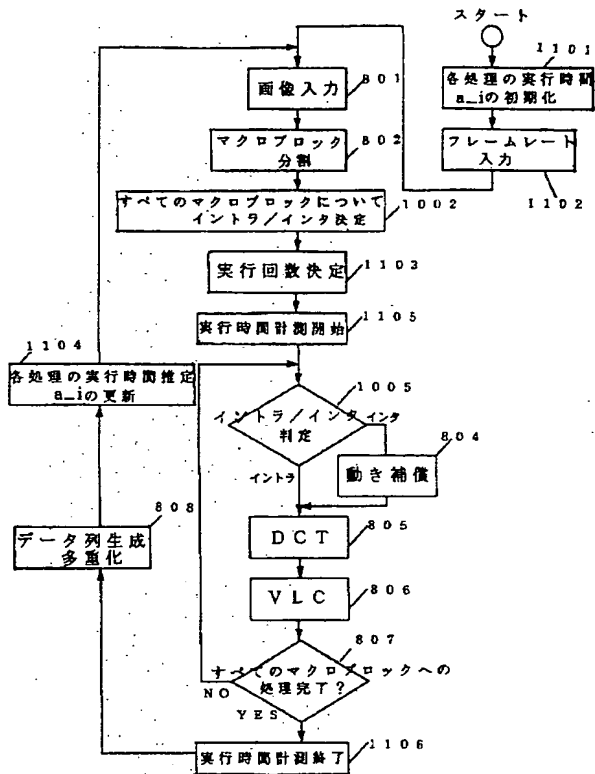 スタート
1101
各処理の実行時間
a_iの初期化
フレームレート
入力
1102
画像入力
801
マクロブロック
分割
802
すべてのマクロブロックについて
イントラ/インタ決定
1002
実行回数決定
1103
実行時間計測開始
1105
1104
各処理の実行時間推定
a_iの更新
1005
イントラ/インタ
判定
インタ
イントラ
804
動き補償
808
データ列生成
多重化
DCT
805
VLC
806
807
すべてのマクロブロックへの
処理完了?
NO
YES
実行時間計測終了
1106